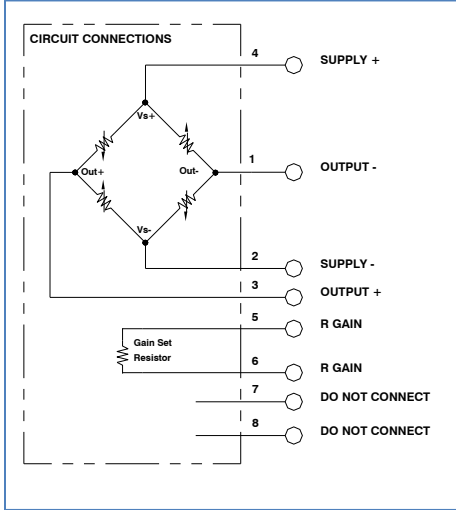 CIRCUIT CONNECTIONS
4
SUPPLY +
Vs+
Out+
Out-
1
OUTPUT -
Vs-
2
SUPPLY -
3
OUTPUT +
5
R GAIN
Gain Set
Resistor
6
R GAIN
7
DO NOT CONNECT
8
DO NOT CONNECT